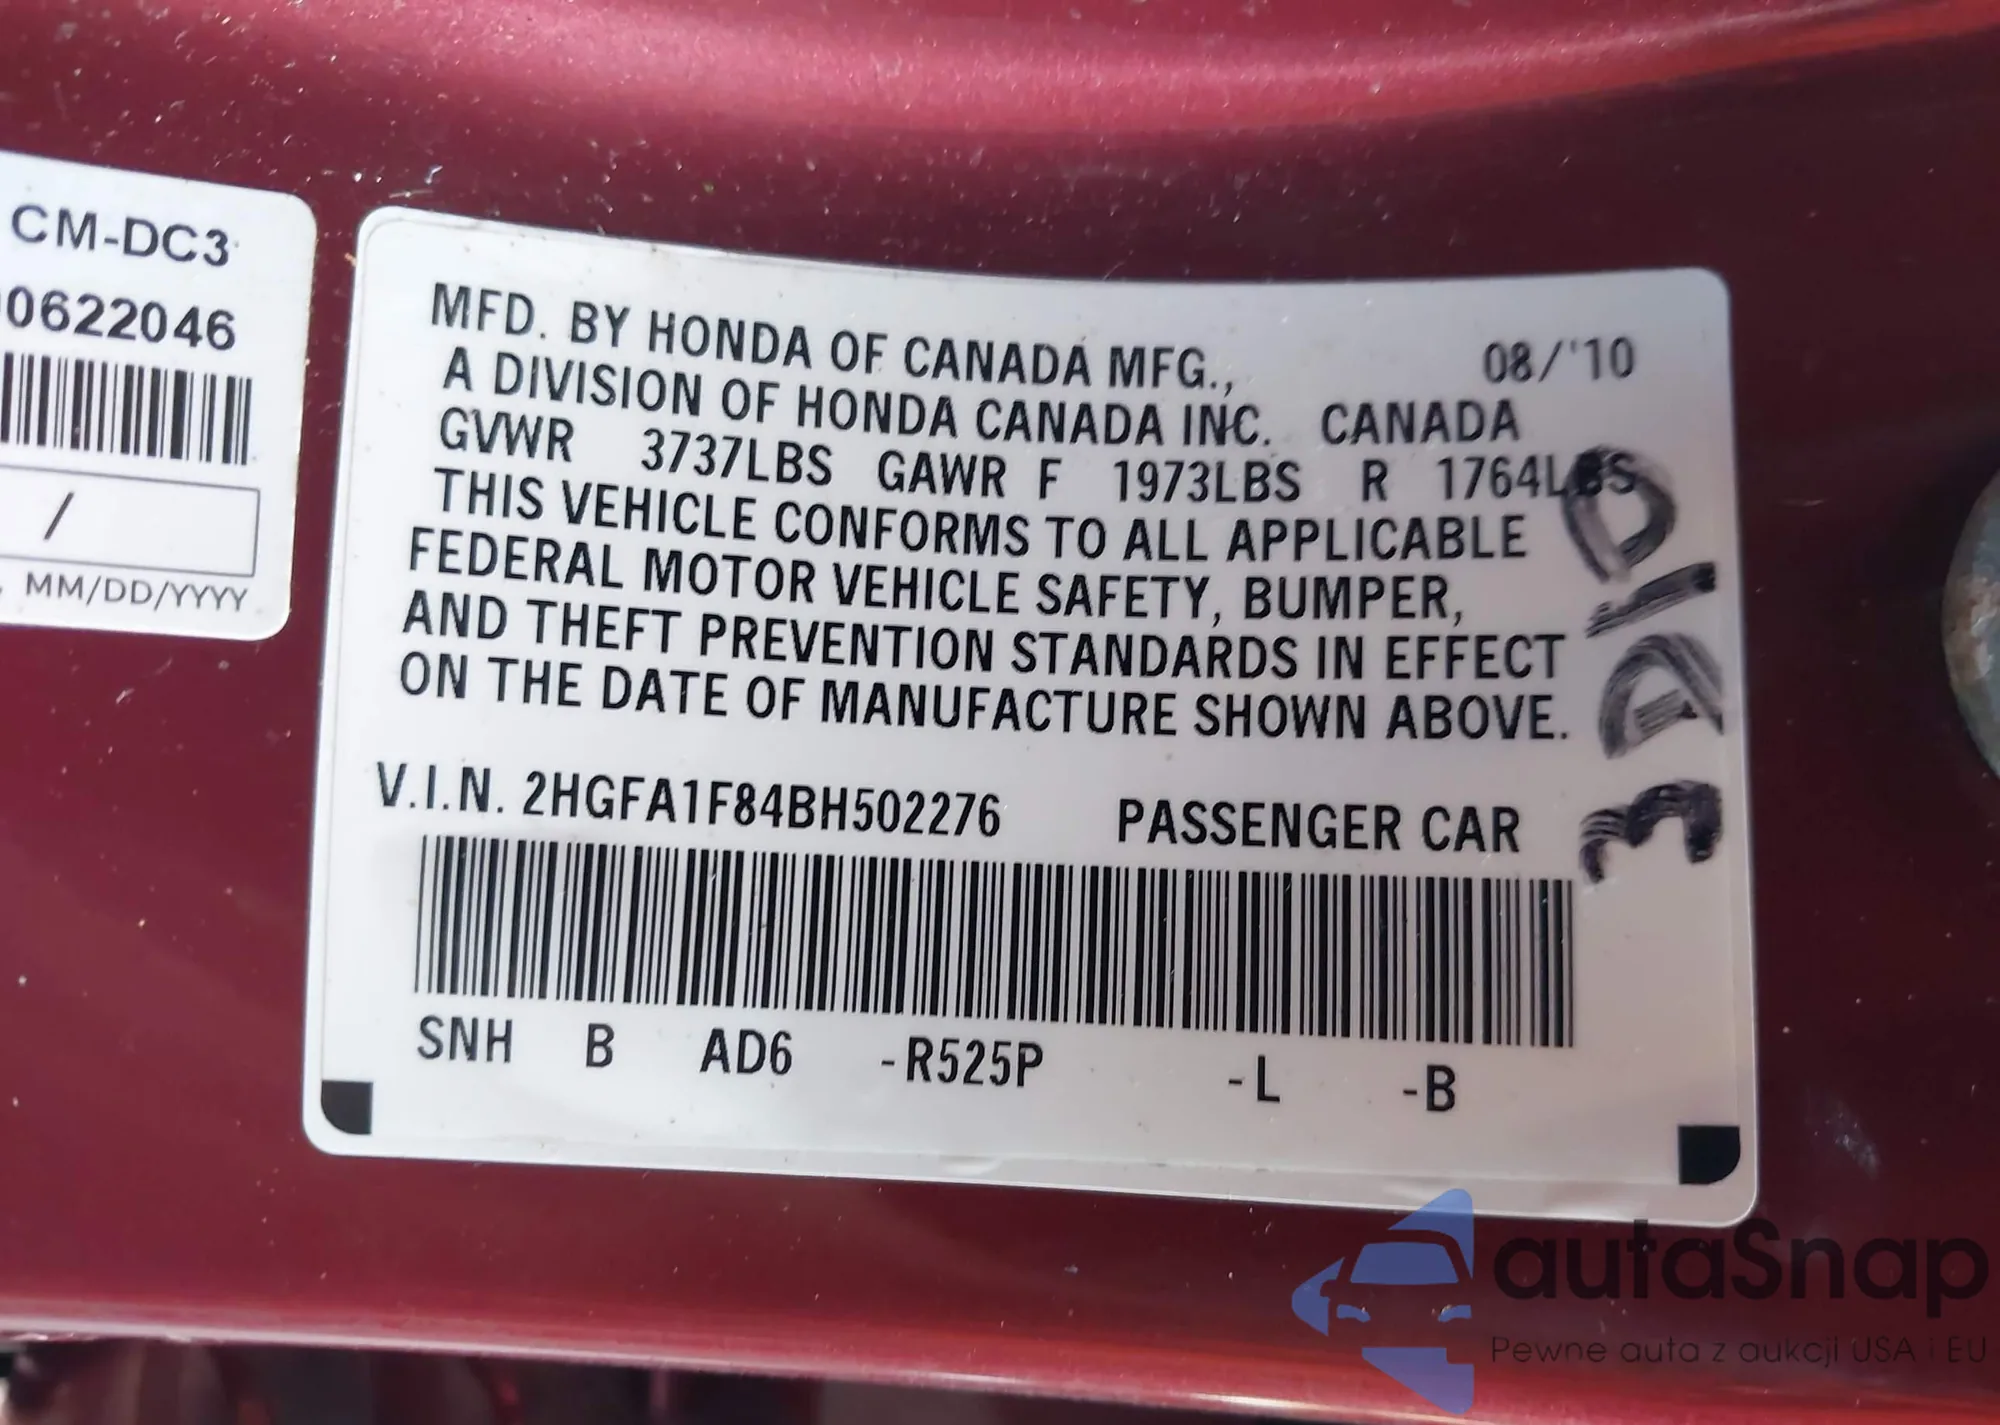 CM-DC3
0622046
/
MM/DD/YYYY
MFD. BY HONDA OF CANADA MFG., 08/'10
A DIVISION OF HONDA CANADA INC. CANADA
GVWR 3737LBS GAWR F 1973LBS R 1764LBS
THIS VEHICLE CONFORMS TO ALL APPLICABLE
FEDERAL MOTOR VEHICLE SAFETY, BUMPER,
AND THEFT PREVENTION STANDARDS IN EFFECT
ON THE DATE OF MANUFACTURE SHOWN ABOVE.
V.I.N. 2HGFA1F84BH502276 PASSENGER CAR
SNH B AD6 -R525P -L -B
autaSnap
Pewne auta z aukcji USA i EU